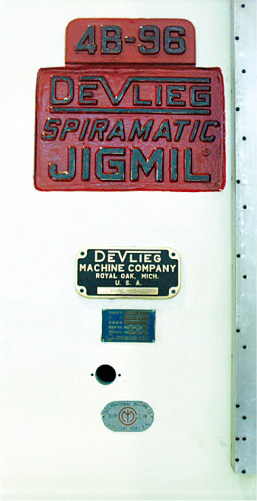 4B-96
DEVLIEG
SPIRAMATIC
JIGMIL
DEVLIEG
MACHINE COMPANY
ROYAL OAK, MICH.
U. S. A.